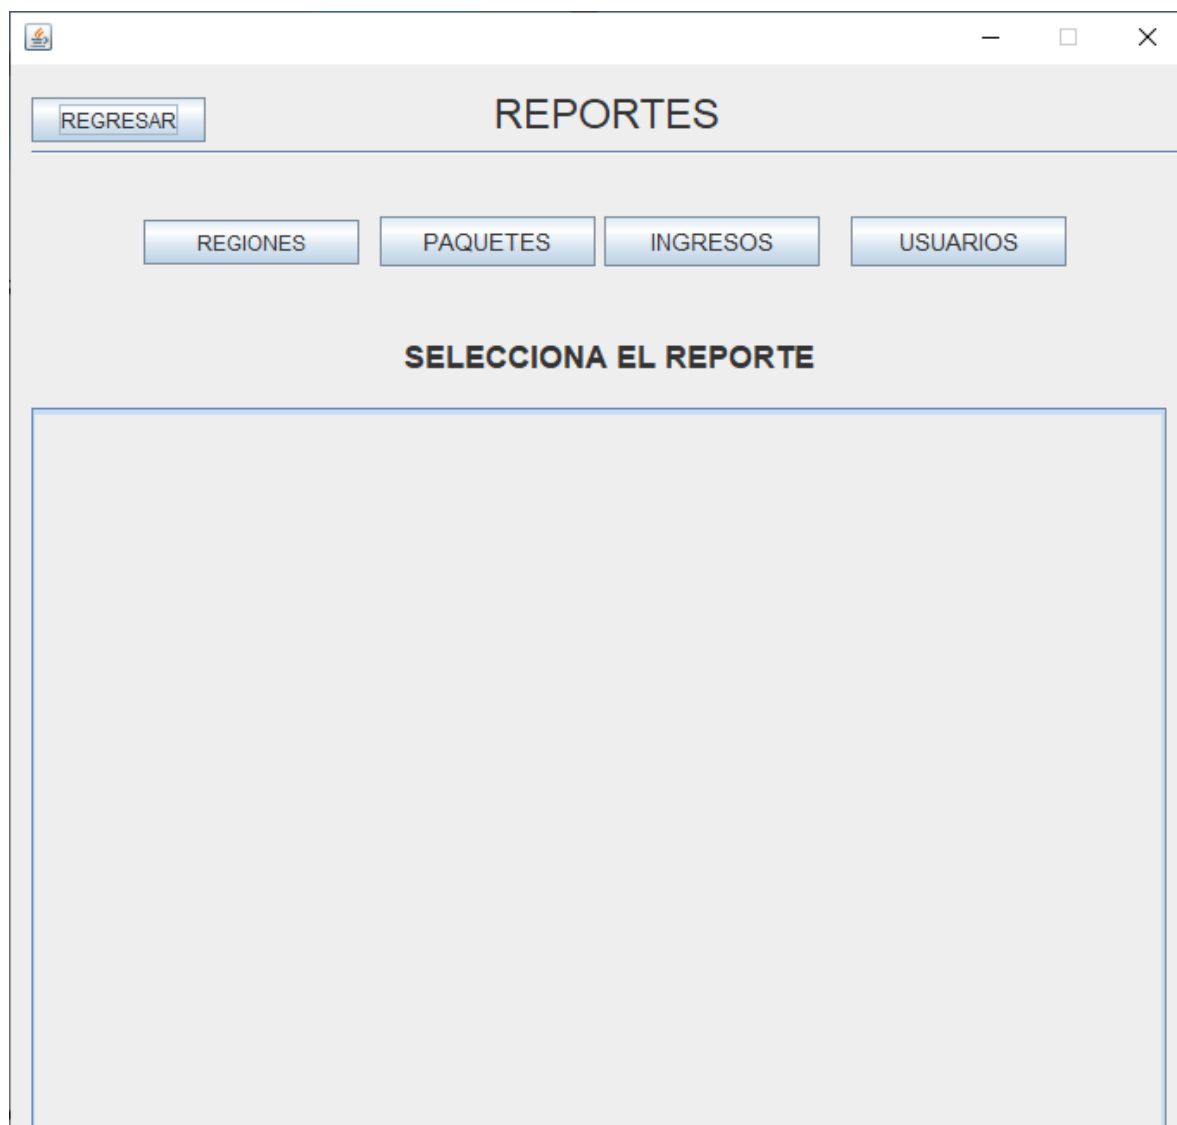 REGRESAR
REPORTES
REGIONES
PAQUETES
INGRESOS
USUARIOS
SELECCIONA EL REPORTE